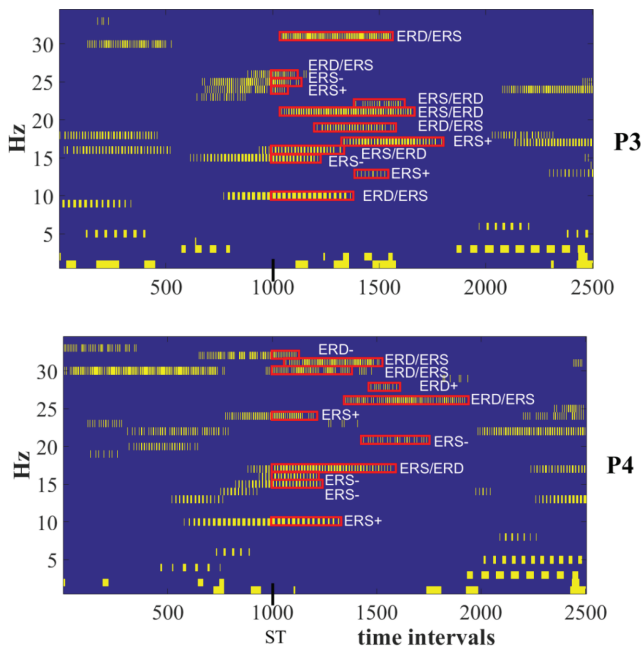 30
25
20
15
10
5
Hz
ERD/ERS
ERD/ERS
ERS-
ERS+
ERS/ERD
ERS/ERD
ERD/ERS
ERS+
ERS/ERD
ERS-
ERS+
ERD/ERS
P3
500
1000
1500
2000
2500
30
25
20
15
10
5
Hz
ERD-
ERD/ERS
ERD/ERS
ERD+
ERD/ERS
ERS+
ERS-
ERS/ERD
ERS-
ERS-
ERS+
P4
500
1000
1500
2000
2500
ST
time intervals